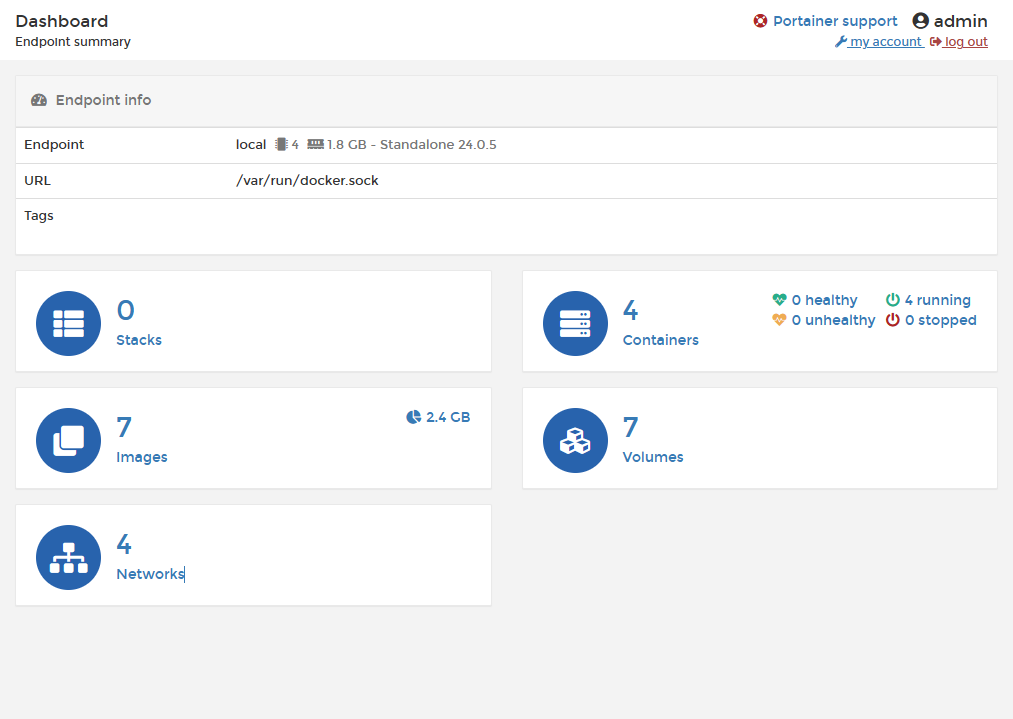 Dashboard
Portainer support admin
Endpoint summary
my account log out
Endpoint info
Endpoint local 4 1.8 GB - Standalone 24.0.5
URL /var/run/docker.sock
Tags
0
Stacks
4
Containers
0 healthy 4 running
0 unhealthy 0 stopped
7
Images
2.4 GB
7
Volumes
4
Networks